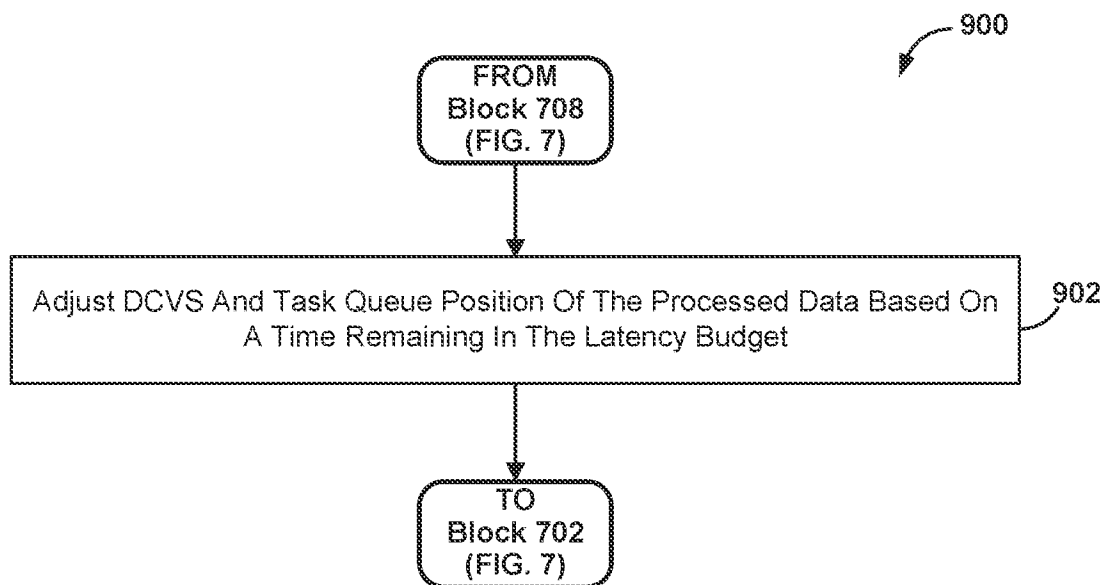 900
FROM
Block 708
(FIG. 7)
Adjust DCVS And Task Queue Position Of The Processed Data Based On
A Time Remaining In The Latency Budget
902
TO
Block 702
(FIG. 7)